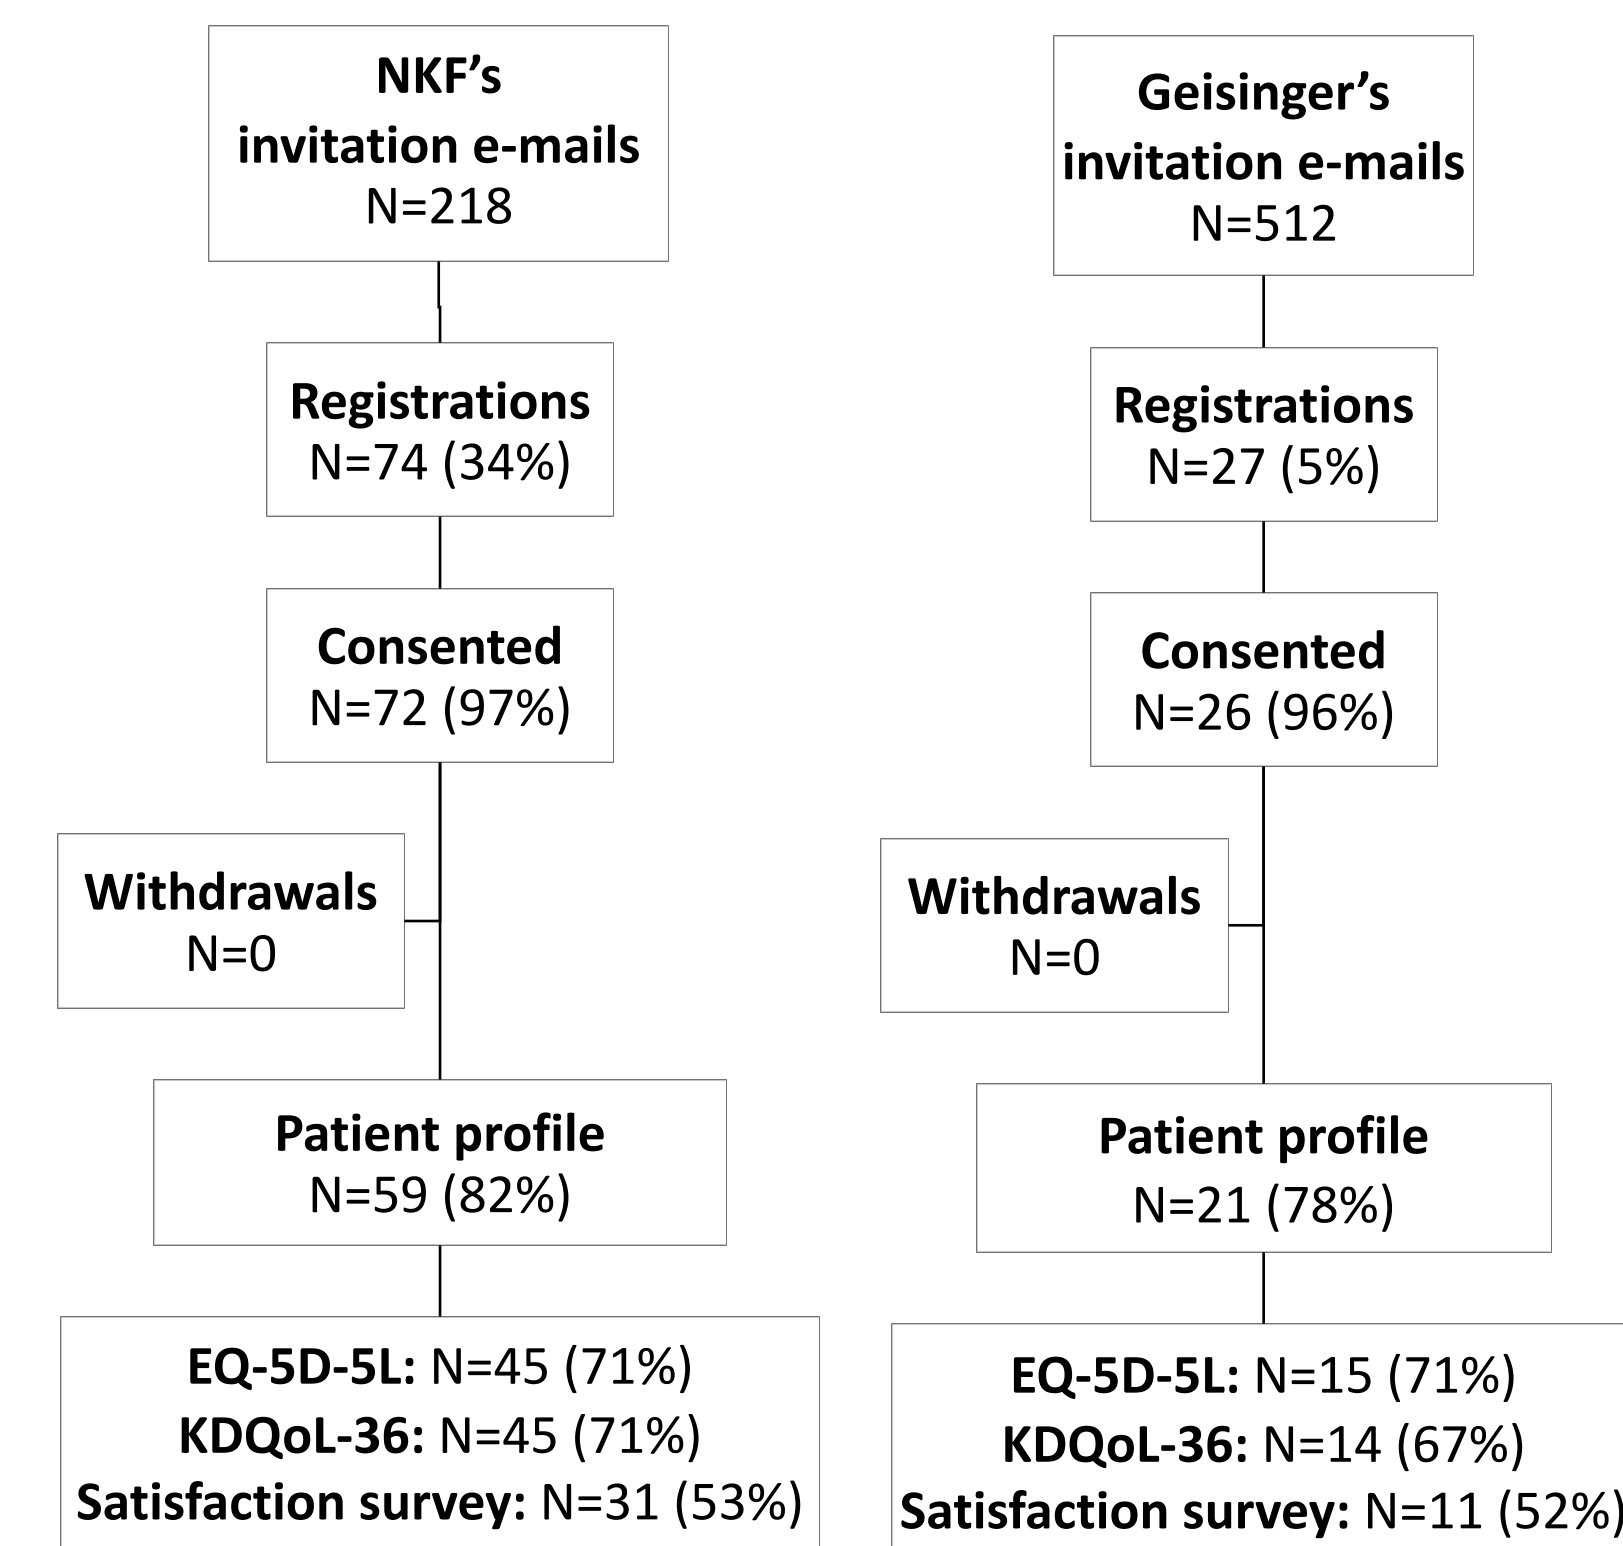 NKF’s
invitation e-mails
N=218
Registrations
N=74 (34%)
Consented
N=72 (97%)
Withdrawals
N=0
Patient profile
N=59 (82%)
EQ-5D-5L: N=45 (71%)
KDQoL-36: N=45 (71%)
Satisfaction survey: N=31 (53%)
Geisinger’s
invitation e-mails
N=512
Registrations
N=27 (5%)
Consented
N=26 (96%)
Withdrawals
N=0
Patient profile
N=21 (78%)
EQ-5D-5L: N=15 (71%)
KDQoL-36: N=14 (67%)
Satisfaction survey: N=11 (52%)